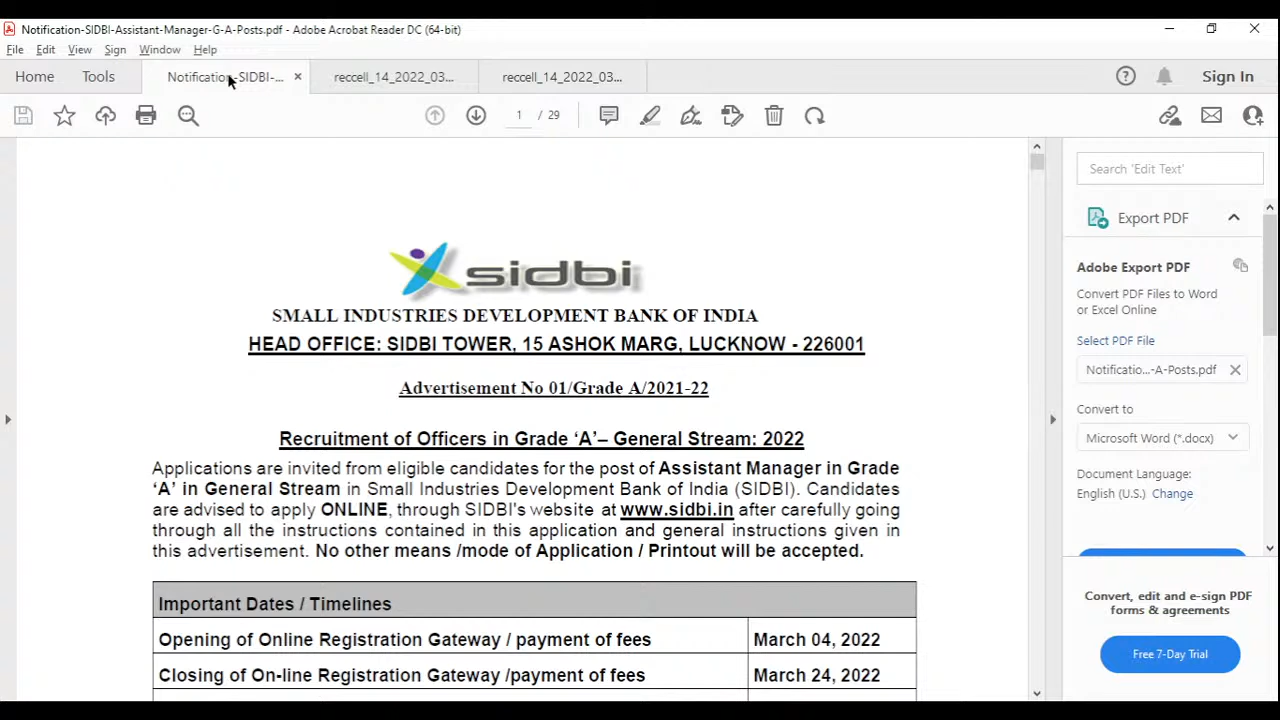 Notification-SIDBI-Assistant-Manager-G-A-Posts.pdf - Adobe Acrobat Reader DC (64-bit)
File Edit View Sign Window Help
Home Tools Notification-SIDBI-... × reccell_14_2022_03... reccell_14_2022_03... Sign In
1 / 29
sidbi
SMALL INDUSTRIES DEVELOPMENT BANK OF INDIA
HEAD OFFICE: SIDBI TOWER, 15 ASHOK MARG, LUCKNOW - 226001
Advertisement No 01/Grade A/2021-22
Recruitment of Officers in Grade ‘A’– General Stream: 2022
Applications are invited from eligible candidates for the post of Assistant Manager in Grade
‘A’ in General Stream in Small Industries Development Bank of India (SIDBI). Candidates
are advised to apply ONLINE, through SIDBI's website at www.sidbi.in after carefully going
through all the instructions contained in this application and general instructions given in
this advertisement. No other means /mode of Application / Printout will be accepted.
Important Dates / Timelines
Opening of Online Registration Gateway / payment of fees March 04, 2022
Closing of On-line Registration Gateway /payment of fees March 24, 2022
Search 'Edit Text'
Export PDF
Adobe Export PDF
Convert PDF Files to Word
or Excel Online
Select PDF File
Notificatio...-A-Posts.pdf
Convert to
Microsoft Word (*.docx)
Document Language:
English (U.S.) Change
Convert, edit and e-sign PDF
forms & agreements
Free 7-Day Trial